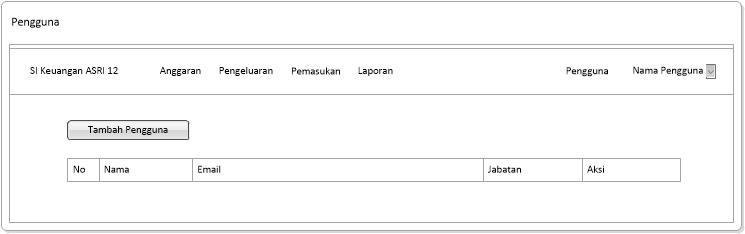 Pengguna
SI Keuangan ASRI 12 Anggaran Pengeluaran Pemasukan Laporan Pengguna Nama Pengguna
Tambah Pengguna
No Nama Email Jabatan Aksi